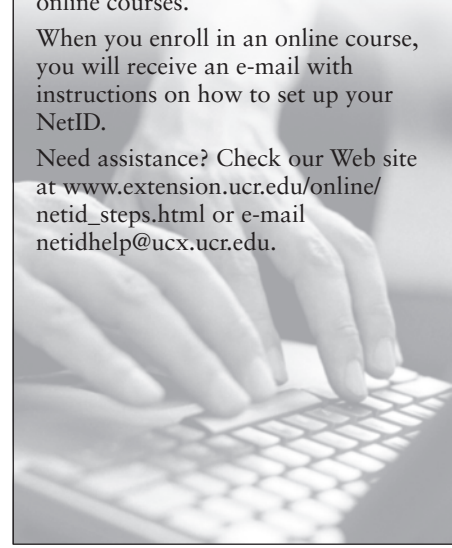 online courses.
When you enroll in an online course,
you will receive an e-mail with
instructions on how to set up your
NetID.
Need assistance? Check our Web site
at www.extension.ucr.edu/online/
netid_steps.html or e-mail
netidhelp@ucx.ucr.edu.